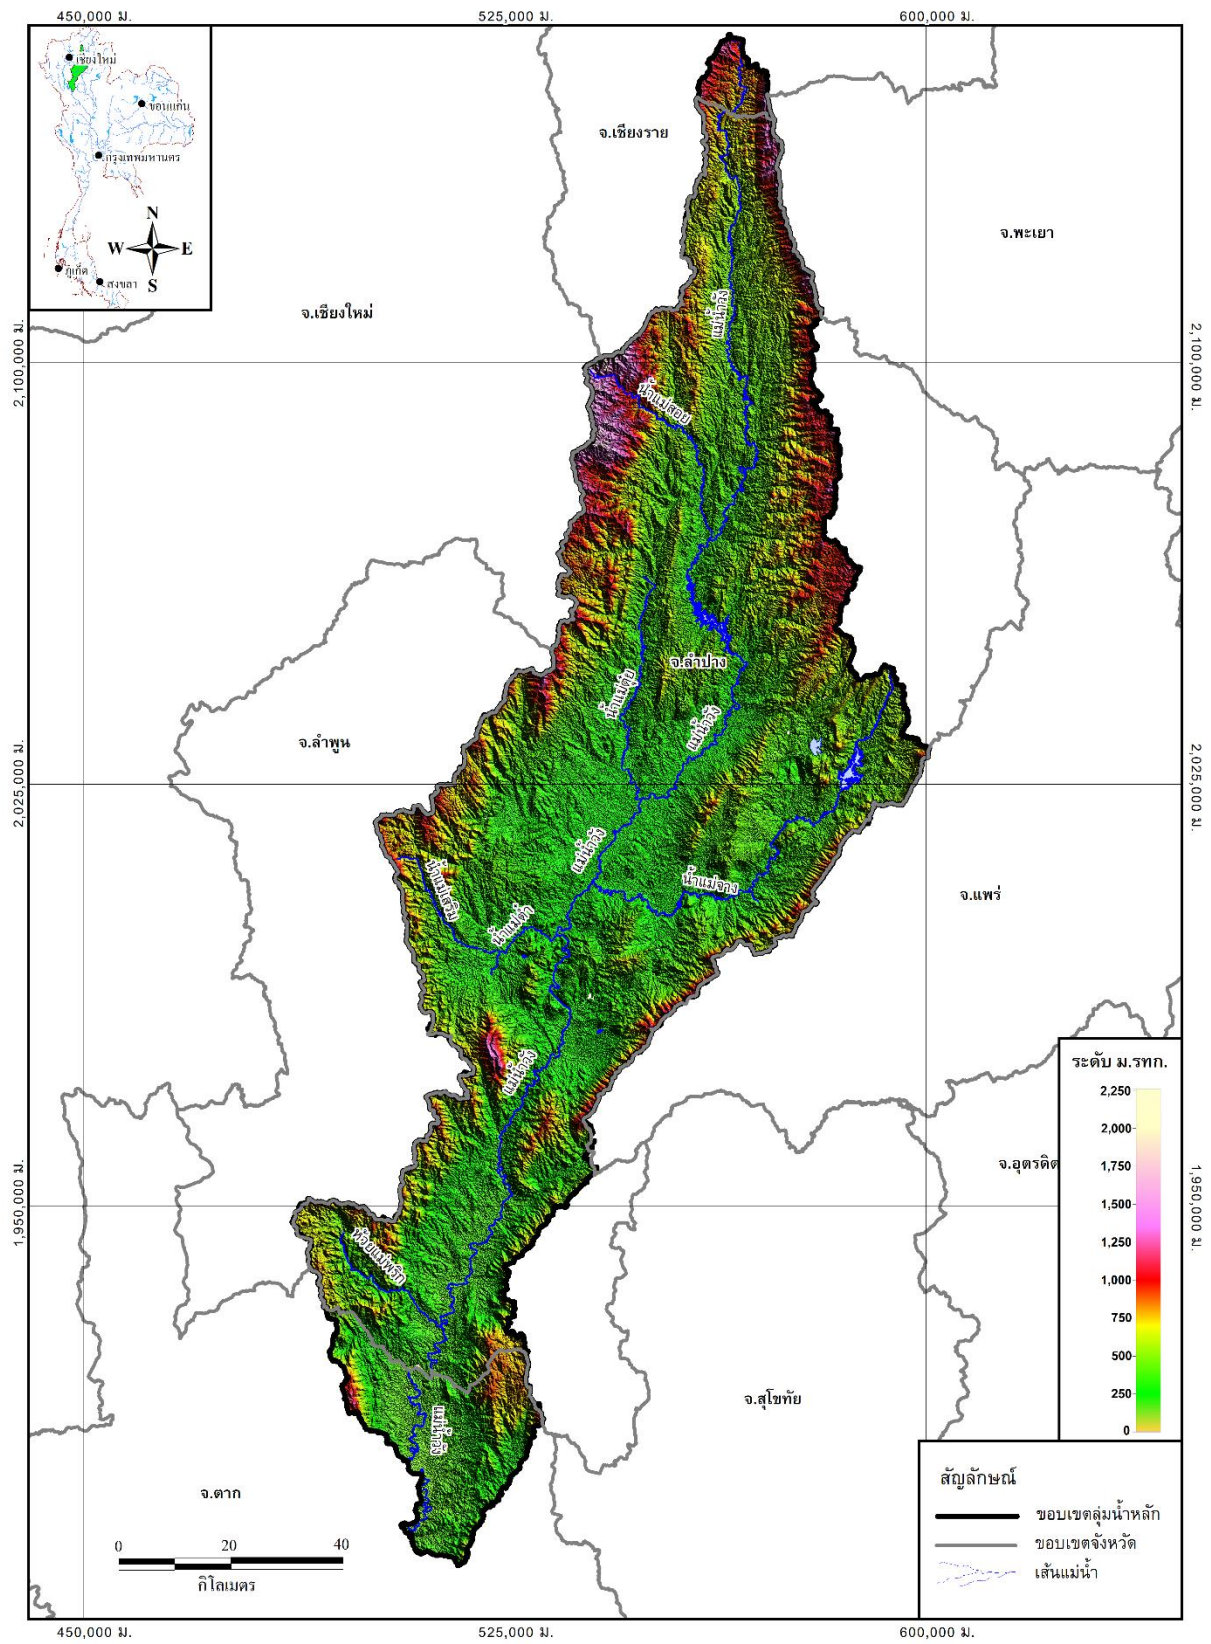 450,000 ม.
525,000 ม.
600,000 ม.
เชียงใหม่
ขอนแก่น
กรุงเทพมหานคร
ภูเก็ต
สงขลา
N
W
E
S
จ.เชียงราย
จ.พะเยา
จ.เชียงใหม่
แม่น้ำวัง
2,100,000 ม.
2,100,000 ม.
น้ำแม่สอย
จ.ลำปาง
น้ำแม่ตุ๋ย
แม่น้ำวัง
จ.ลำพูน
2,025,000 ม.
2,025,000 ม.
แม่น้ำวัง
น้ำแม่เสริม
น้ำแม่จาง
น้ำแม่ต๋ำ
จ.แพร่
แม่น้ำวัง
ระดับ ม.รทก.
2,250
2,000
1,750
1,500
1,250
1,000
750
500
250
0
จ.อุตรดิต
1,950,000 ม.
1,950,000 ม.
ห้วยแม่พริก
จ.สุโขทัย
แม่น้ำวัง
จ.ตาก
0
20
40
กิโลเมตร
สัญลักษณ์
ขอบเขตลุ่มน้ำหลัก
ขอบเขตจังหวัด
เส้นแม่น้ำ
450,000 ม.
525,000 ม.
600,000 ม.